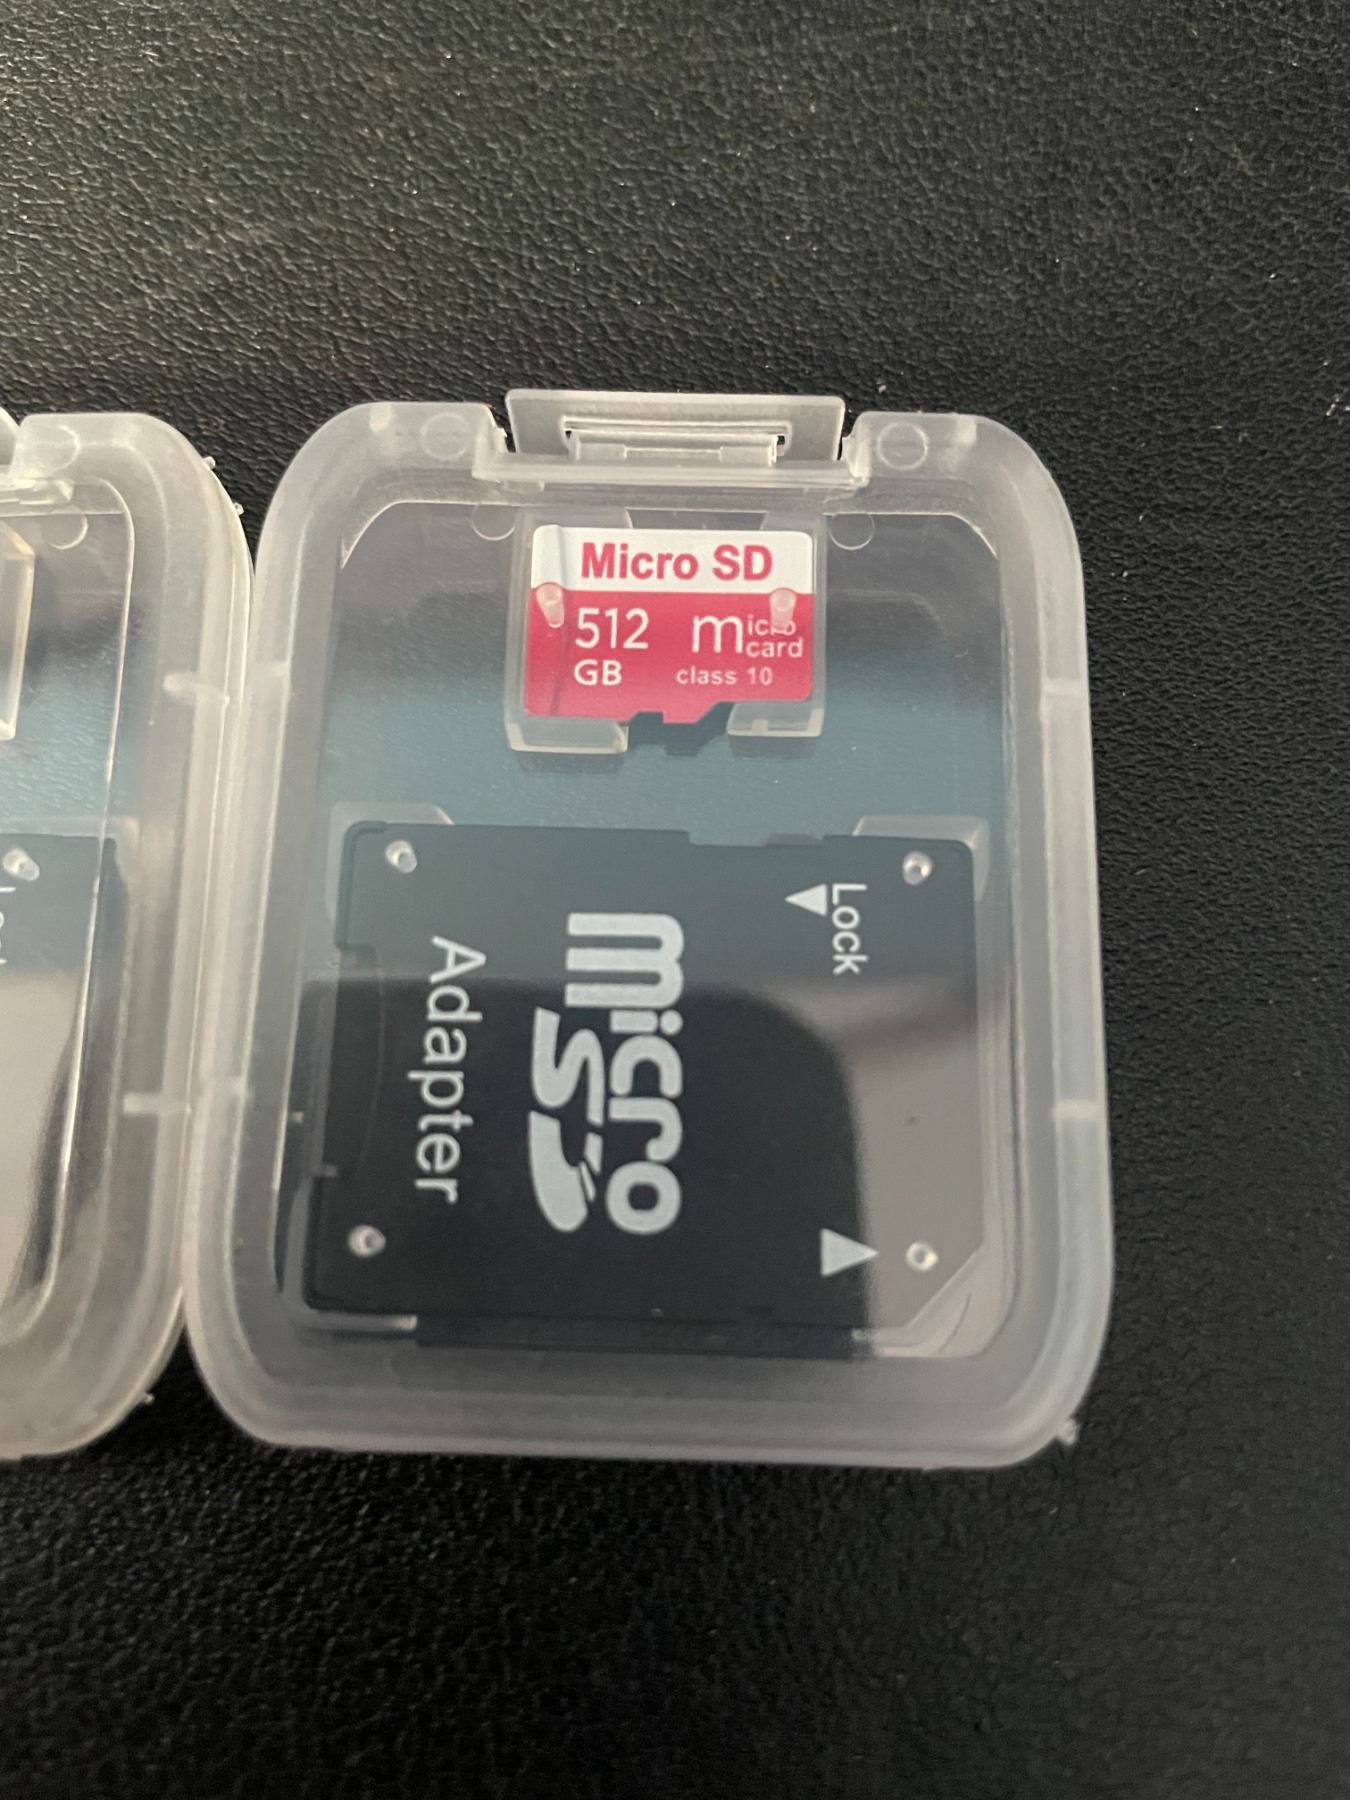 Micro SD
512 micro
GB card
class 10
Lock
micro
SD
Adapter